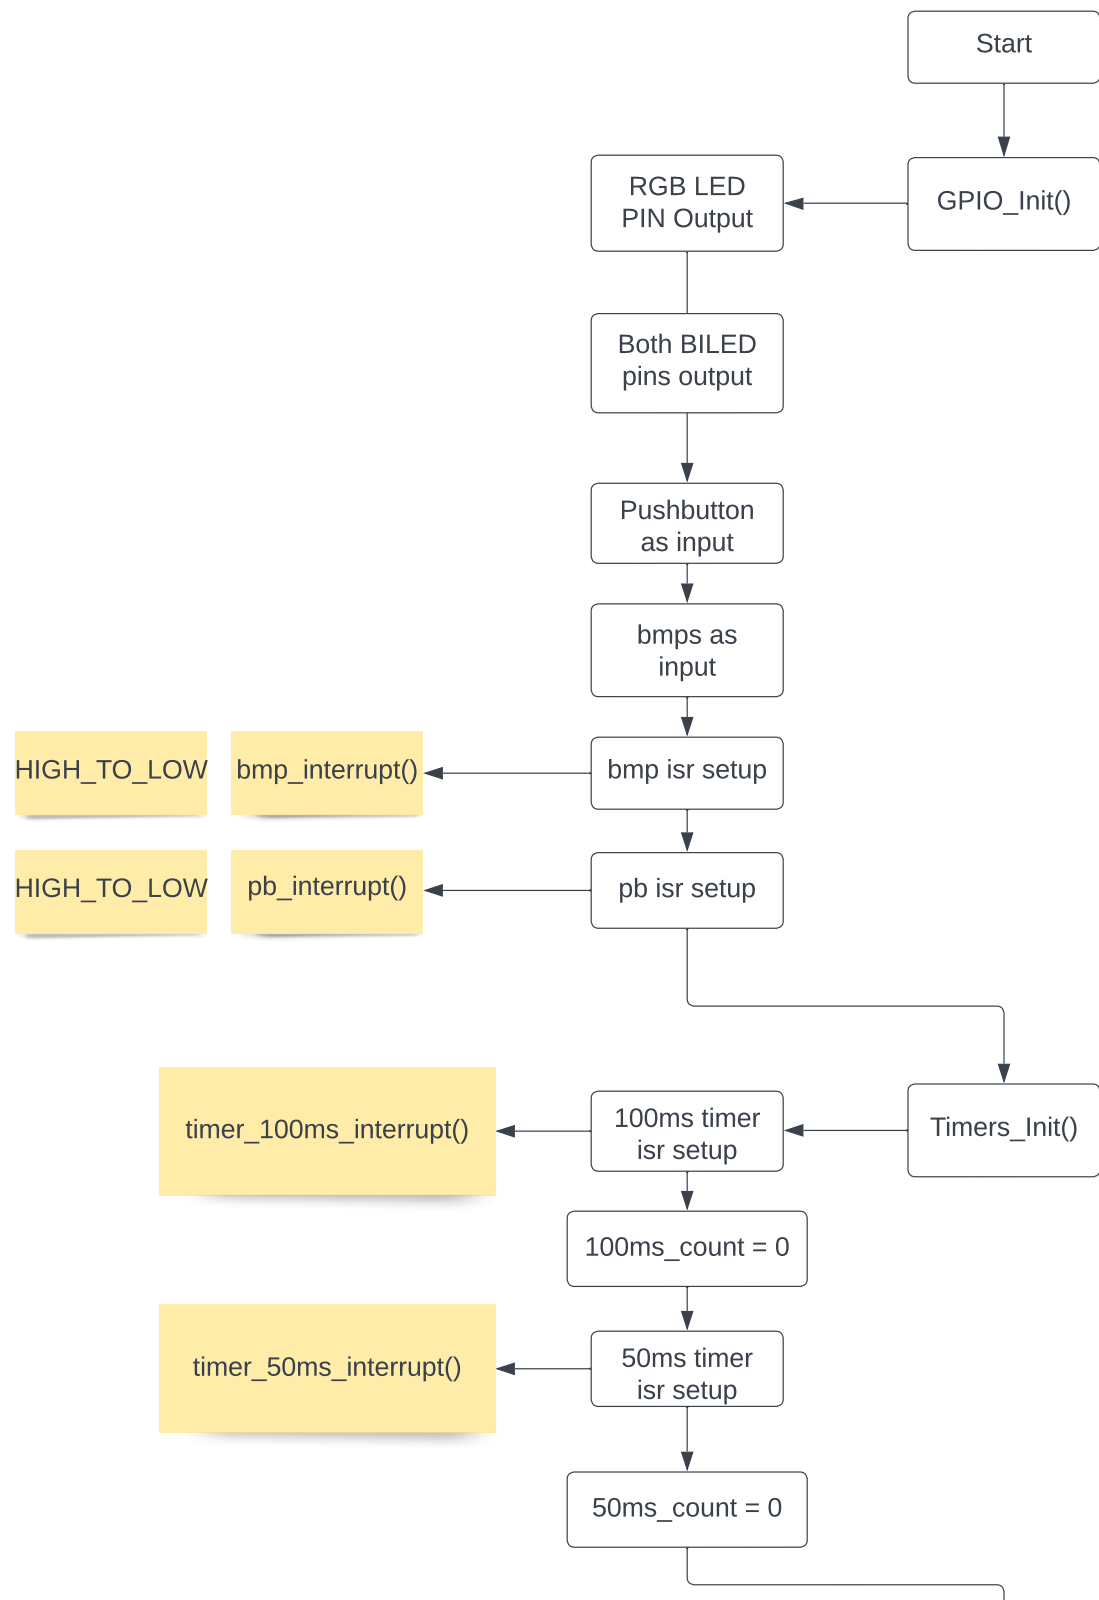 Start
GPIO_Init()
RGB LED
PIN Output
Both BILED
pins output
Pushbutton
as input
bmps as
input
bmp isr setup
bmp_interrupt()
HIGH_TO_LOW
pb isr setup
pb_interrupt()
HIGH_TO_LOW
Timers_Init()
100ms timer
isr setup
timer_100ms_interrupt()
100ms_count = 0
50ms timer
isr setup
timer_50ms_interrupt()
50ms_count = 0